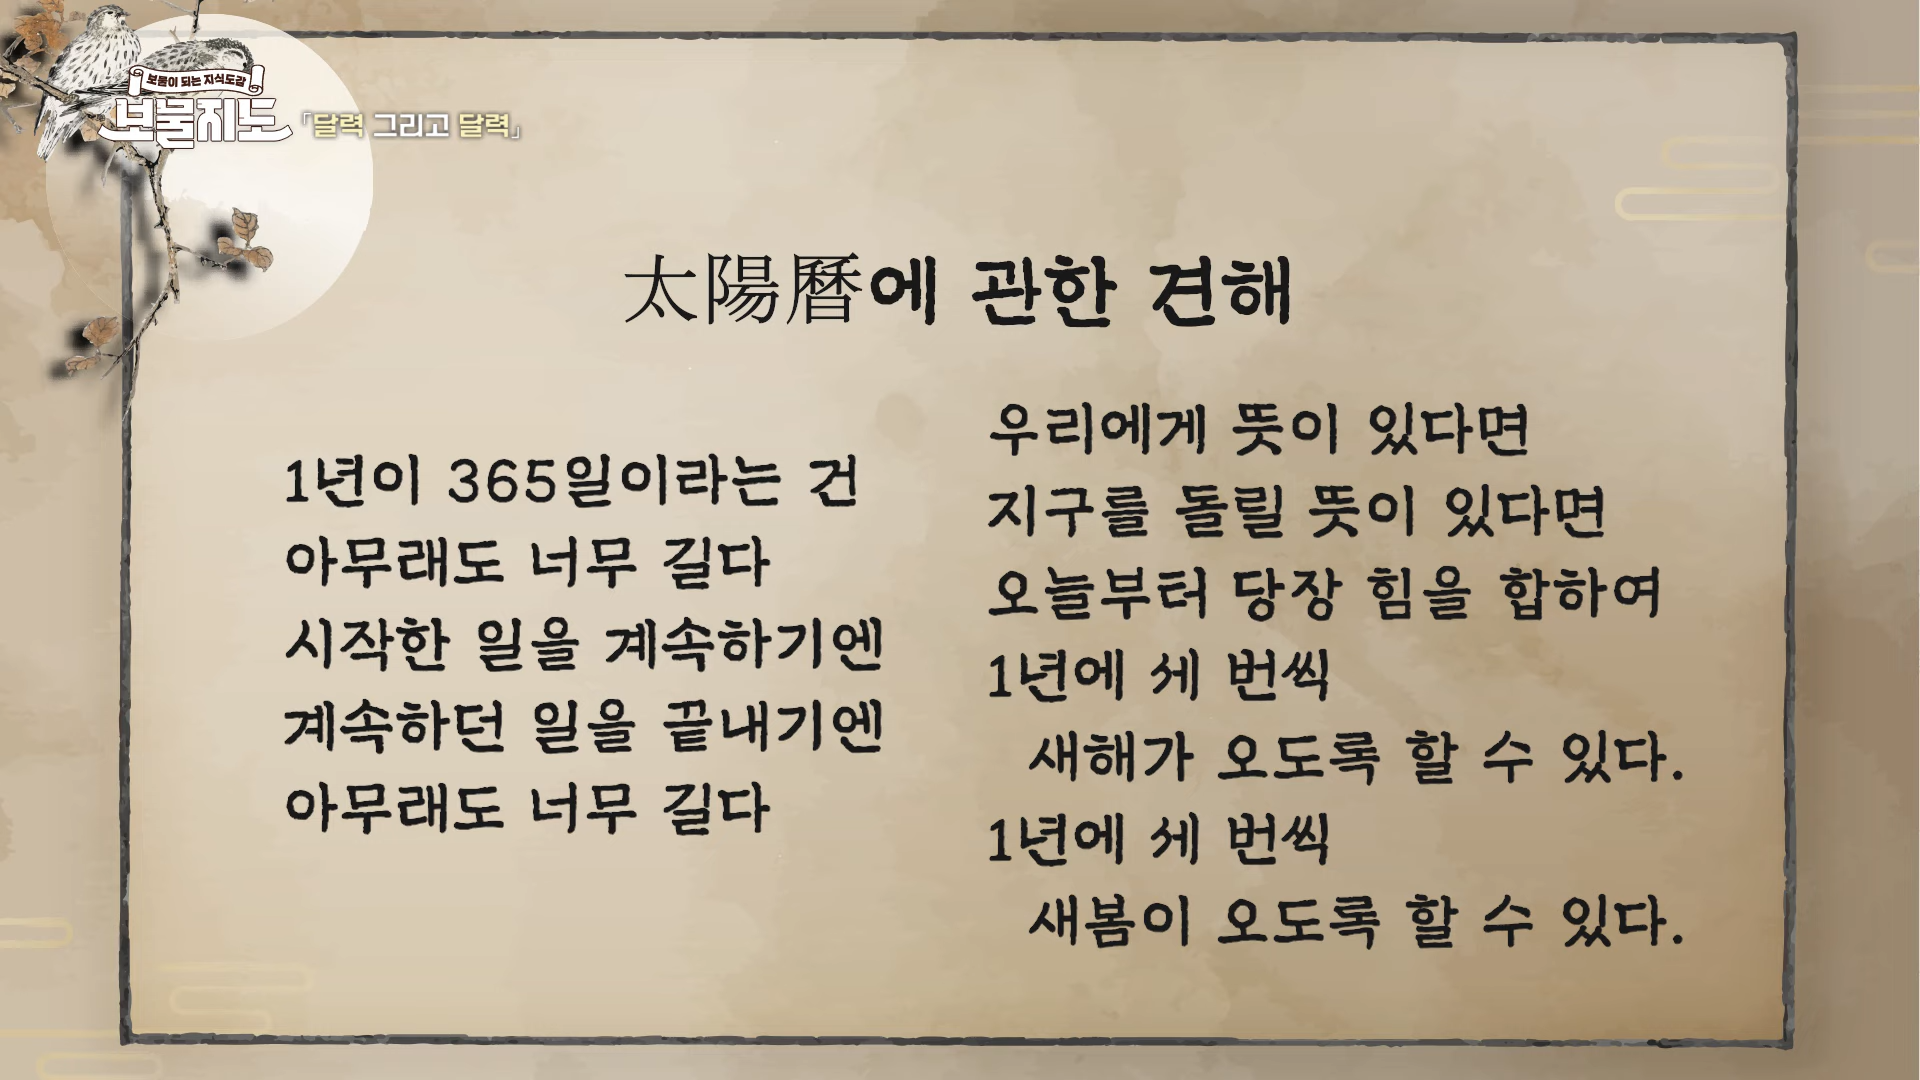 보물이 되는 지식도감
보물지도
「달력 그리고 달력」
太陽曆에 관한 견해
1년이 365일이라는 건
아무래도 너무 길다
시작한 일을 계속하기엔
계속하던 일을 끝내기엔
아무래도 너무 길다
우리에게 뜻이 있다면
지구를 돌릴 뜻이 있다면
오늘부터 당장 힘을 합하여
1년에 세 번씩
새해가 오도록 할 수 있다.
1년에 세 번씩
새봄이 오도록 할 수 있다.